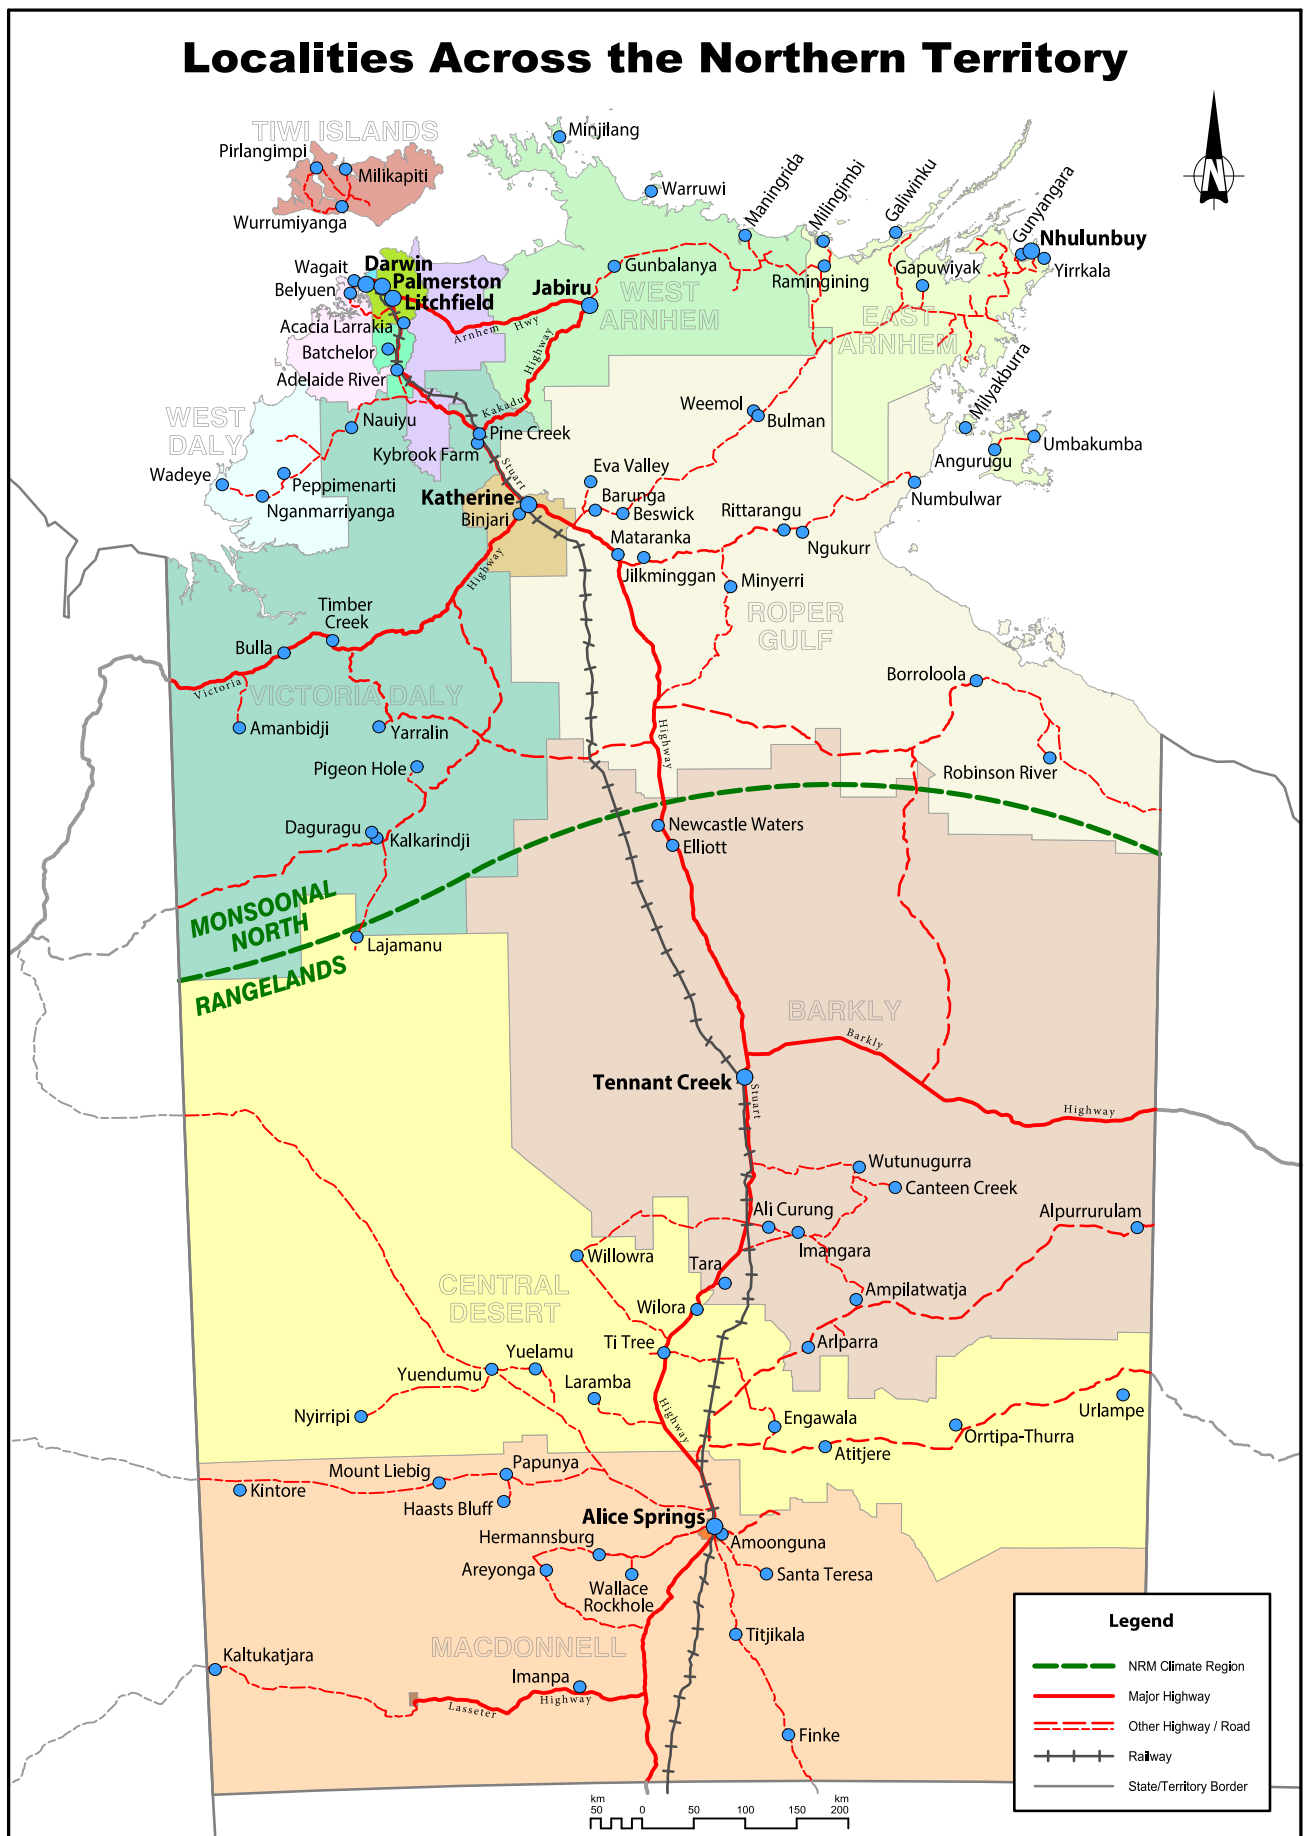 Localities Across the Northern Territory
N
TIWI ISLANDS
Pirlangimpi
Milikapiti
Wurrumiyanga
Minjilang
Warruwi
Maningrida
Milingimbi
Galiwinku
Gunyangara
Nhulunbuy
Yirrkala
Gapuwiyak
Ramingining
Gunbalanya
Jabiru
WEST
ARNHEM
EAST
ARNHEM
Wagait
Belyuen
Darwin
Palmerston
Litchfield
Acacia Larrakia
Batchelor
Adelaide River
Arnhem Hwy
Kakadu Highway
WEST
DALY
Nauiyu
Wadeye
Peppimenarti
Nganmarriyanga
Pine Creek
Kybrook Farm
Stuart
Weemol
Bulman
Milyakburra
Angurugu
Umbakumba
Numbulwar
Eva Valley
Barunga
Beswick
Katherine
Binjari
Rittarangu
Ngukurr
Mataranka
Jilkminggan
Minyerri
ROPER
GULF
Highway
Timber
Creek
Bulla
Victoria
VICTORIA DALY
Amanbidji
Yarralin
Pigeon Hole
Borroloola
Robinson River
Highway
Daguragu
Kalkarindji
Newcastle Waters
Elliott
MONSOONAL
NORTH
RANGELANDS
Lajamanu
BARKLY
Barkly
Highway
Tennant Creek
Stuart
Wutunugurra
Canteen Creek
Ali Curung
Imangara
Alpurrurulam
Willowra
Tara
CENTRAL
DESERT
Wilora
Ampilatwatja
Ti Tree
Arlparra
Yuelamu
Yuendumu
Laramba
Nyirripi
Highway
Engawala
Atitjere
Orrtipa-Thurra
Urlampe
Papunya
Mount Liebig
Kintore
Haasts Bluff
Alice Springs
Amoonguna
Hermannsburg
Areyonga
Wallace
Rockhole
Santa Teresa
Titjikala
MACDONNELL
Kaltukatjara
Imanpa
Lasseter Highway
Finke
Legend
NRM Climate Region
Major Highway
Other Highway / Road
Railway
State/Territory Border
km km
50 0 50 100 150 200